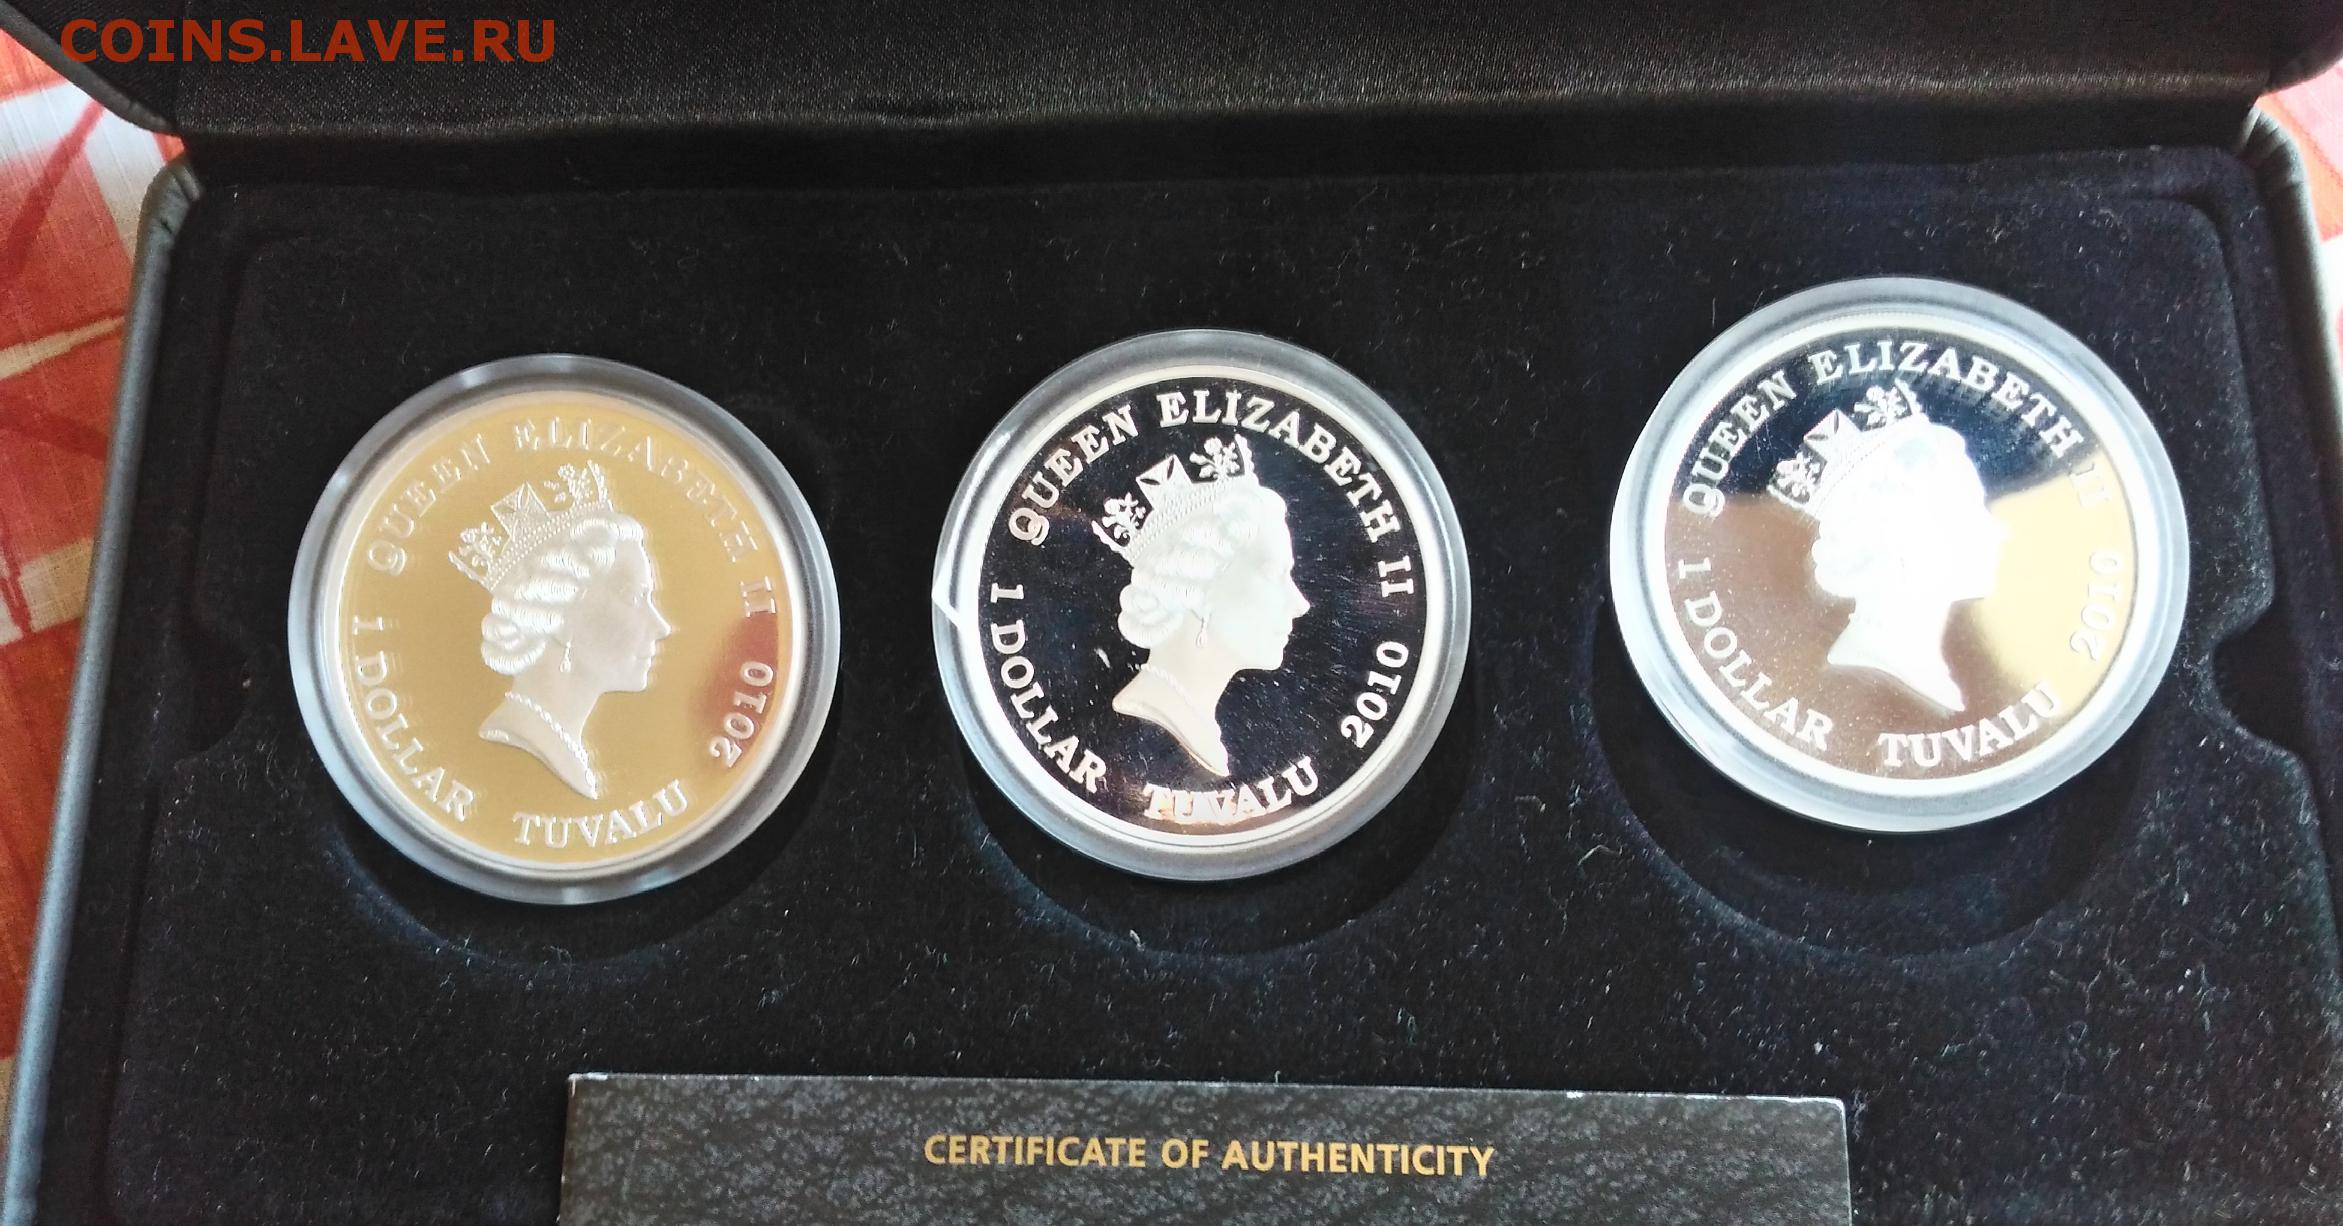 COINS.LAVE.RU
QUEEN ELIZABETH II
1 DOLLAR TUVALU 2010
QUEEN ELIZABETH II
1 DOLLAR TUVALU 2010
QUEEN ELIZABETH II
1 DOLLAR TUVALU 2010
CERTIFICATE OF AUTHENTICITY